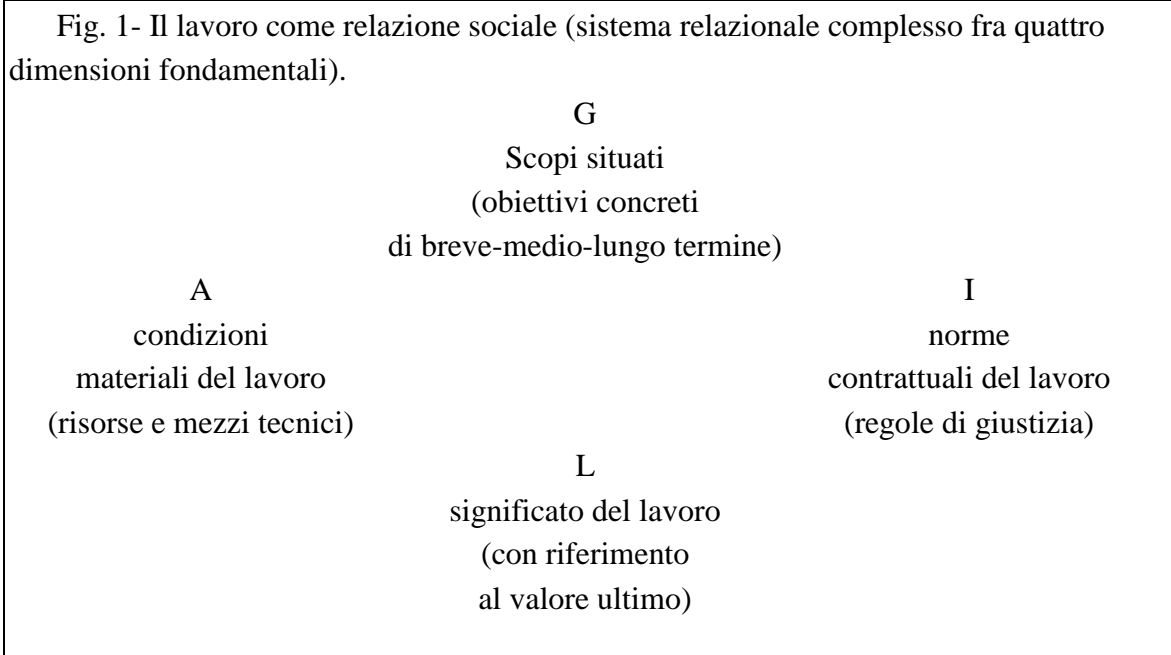 Fig. 1- Il lavoro come relazione sociale (sistema relazionale complesso fra quattro
dimensioni fondamentali).
G
Scopi situati
(obiettivi concreti
di breve-medio-lungo termine)
A
condizioni
materiali del lavoro
(risorse e mezzi tecnici)
I
norme
contrattuali del lavoro
(regole di giustizia)
L
significato del lavoro
(con riferimento
al valore ultimo)